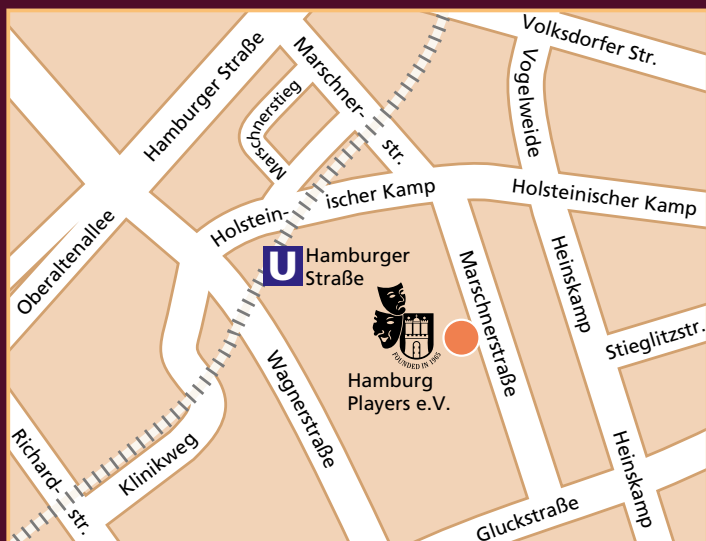 Volksdorfer Str.
Hamburger Straße
Marschner-
str.
Vogelweide
Marschnerstieg
Holstein-
ischer Kamp
Holsteinischer Kamp
Oberaltenallee
U
Hamburger
Straße
Marschnerstraße
Heinskamp
Stieglitzstr.
FOUNDED IN 1965
Hamburg
Players e.V.
Wagnerstraße
Richard-
str.
Klinikweg
Heinskamp
Gluckstraße